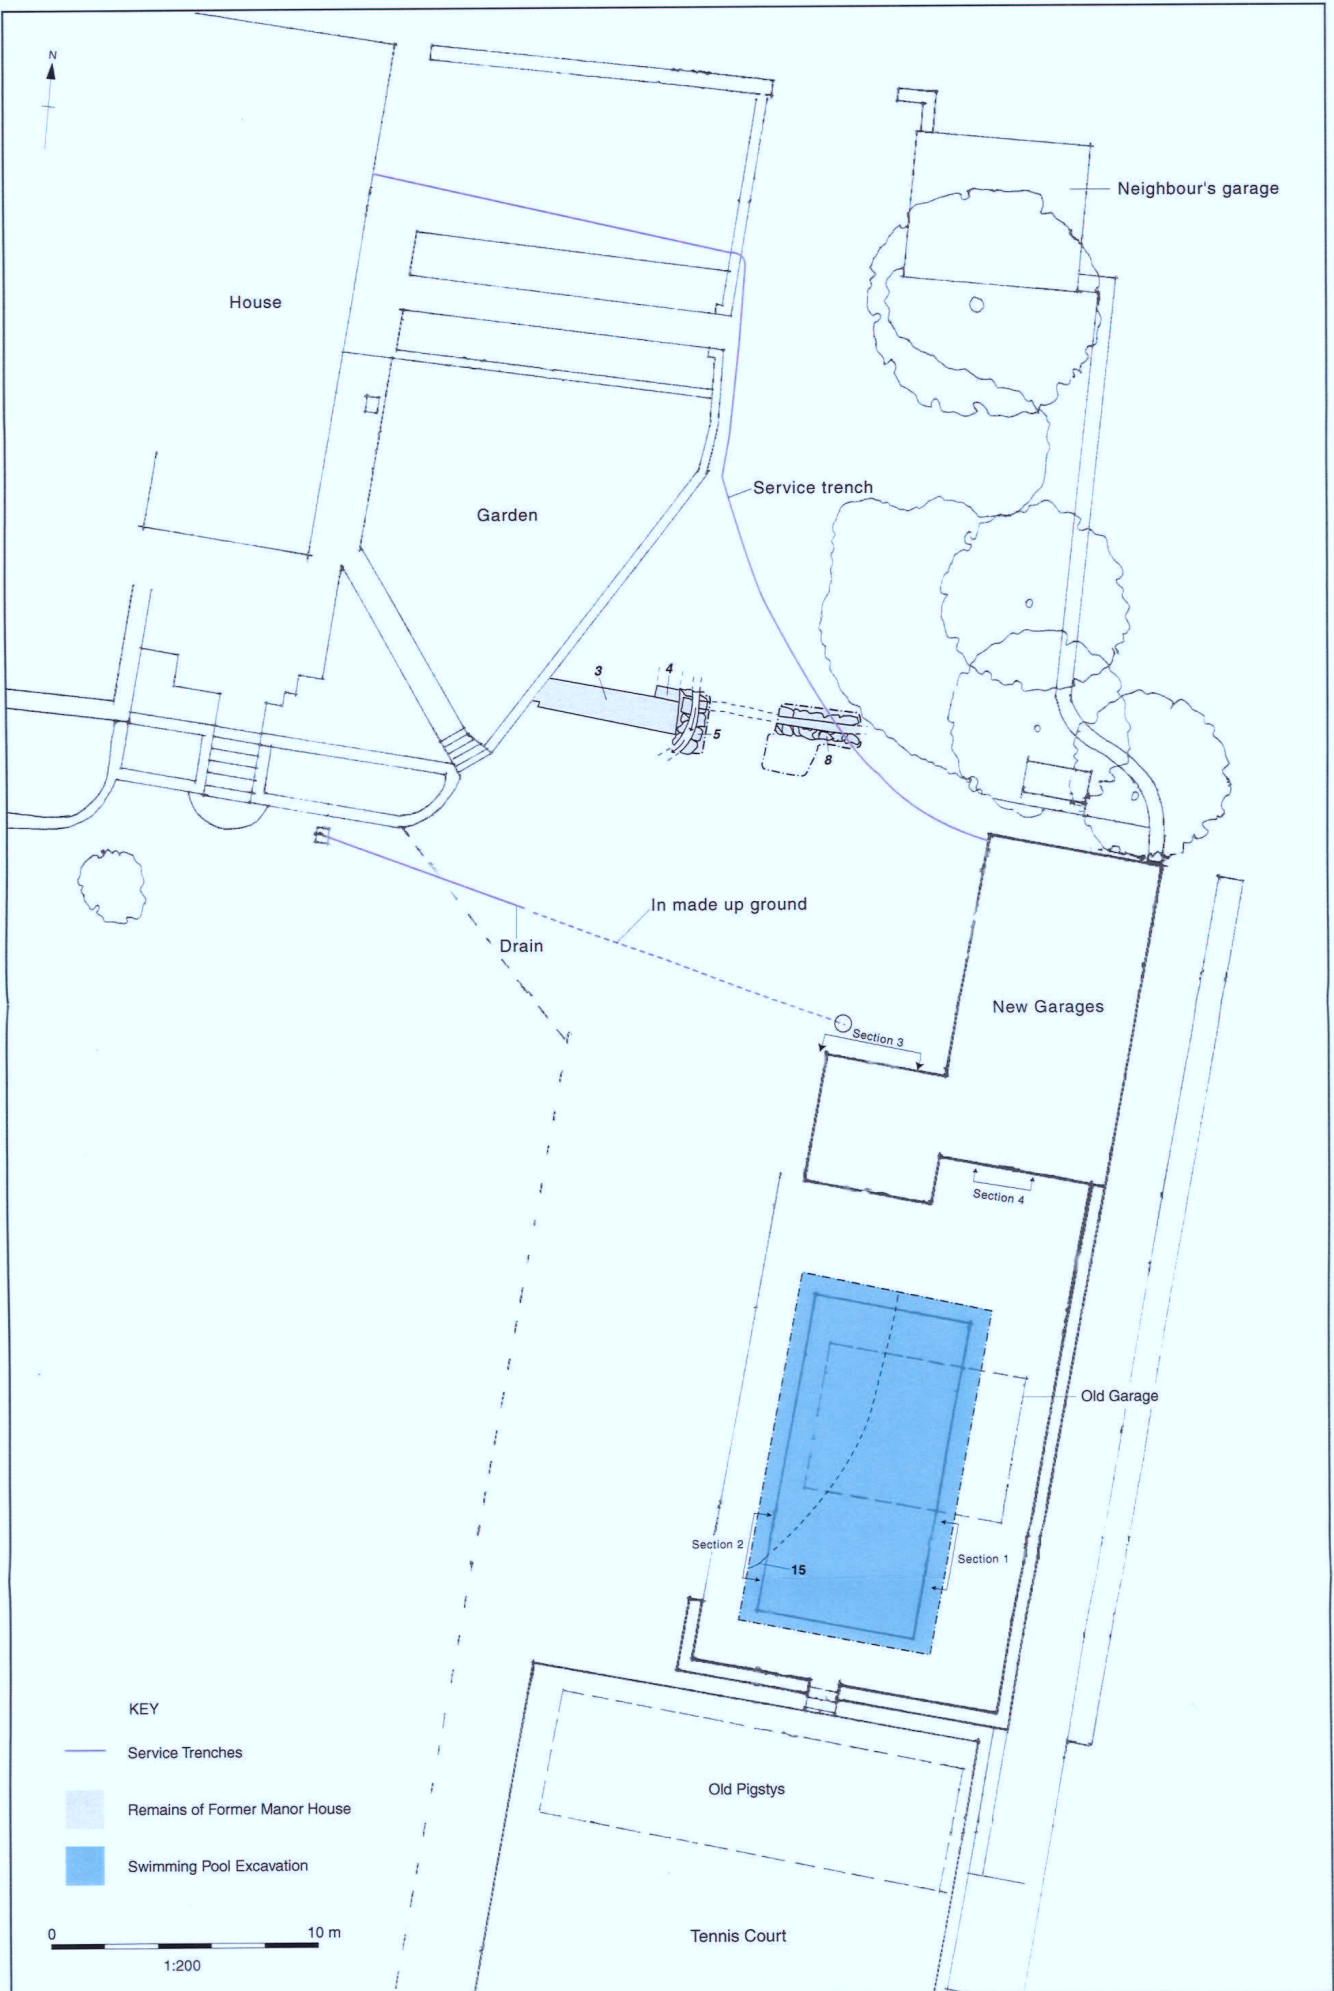 N
Neighbour's garage
House
Service trench
Garden
3
4
5
8
In made up ground
Drain
New Garages
Section 3
Section 4
Old Garage
Section 2
Section 1
15
KEY
Service Trenches
Remains of Former Manor House
Swimming Pool Excavation
Old Pigstys
0 10 m
1:200
Tennis Court